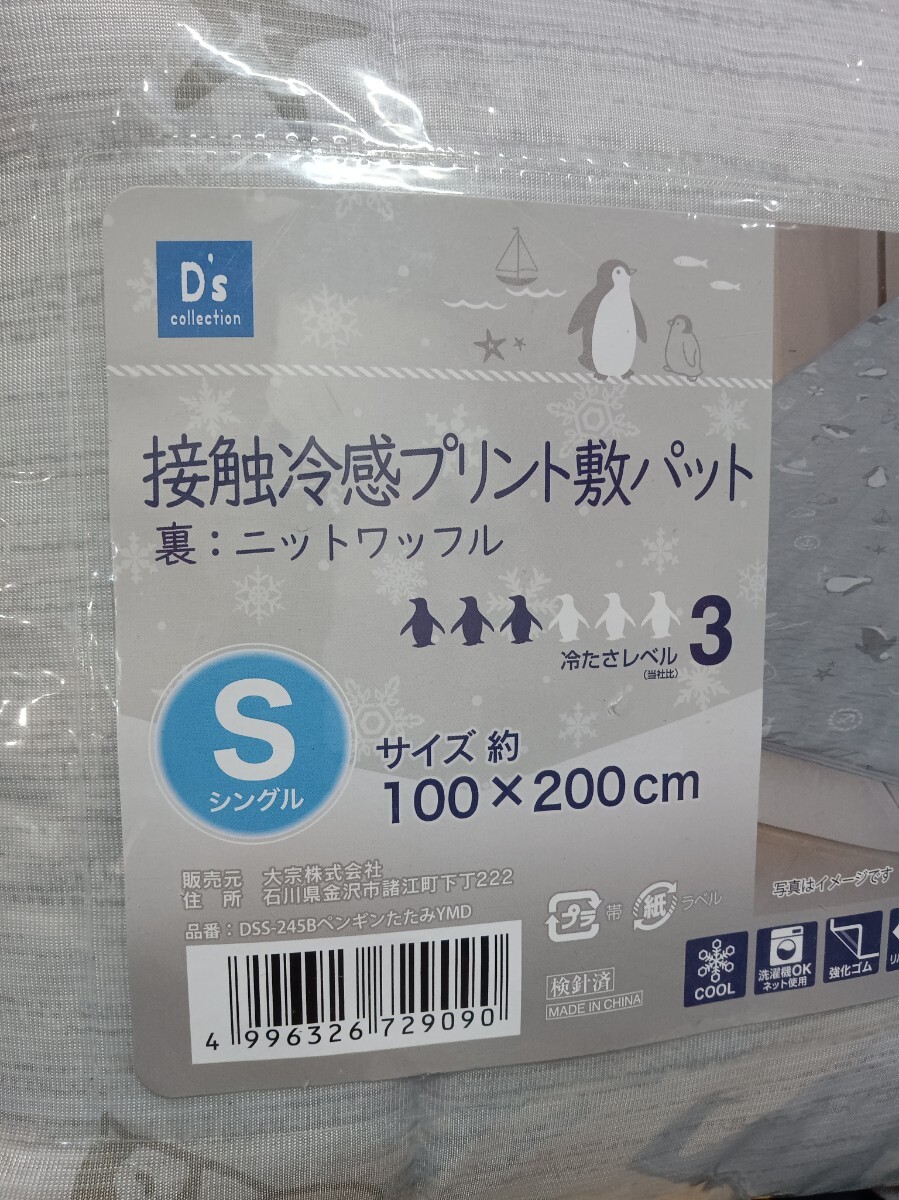 D's
collection
接触冷感プリント敷パット
裏：ニットワッフル
冷たさレベル 3
（当社比）
S
シングル
サイズ 約
100×200cm
販売元 大宗株式会社
住 所 石川県金沢市諸江町下丁222
品番：DSS-245BペンギンたたみYMD
4 996326 729090
プラ 帯
紙 ラベル
検針済
MADE IN CHINA
写真はイメージです
COOL
洗濯機OK
ネット使用
強化ゴム